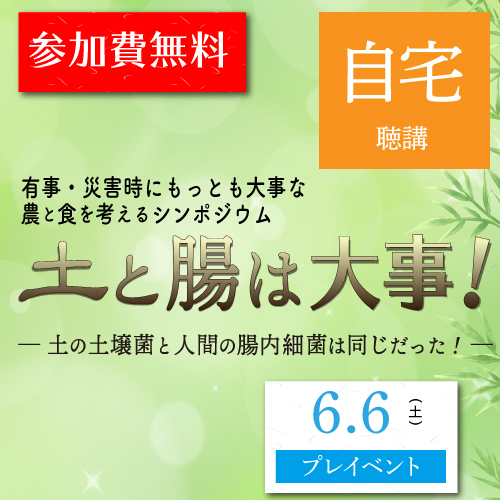 参加費無料
自宅
聴講
有事・災害時にもっとも大事な
農と食を考えるシンポジウム
土と腸は大事！
― 土の土壌菌と人間の腸内細菌は同じだった！―
6.6（土）
プレイベント